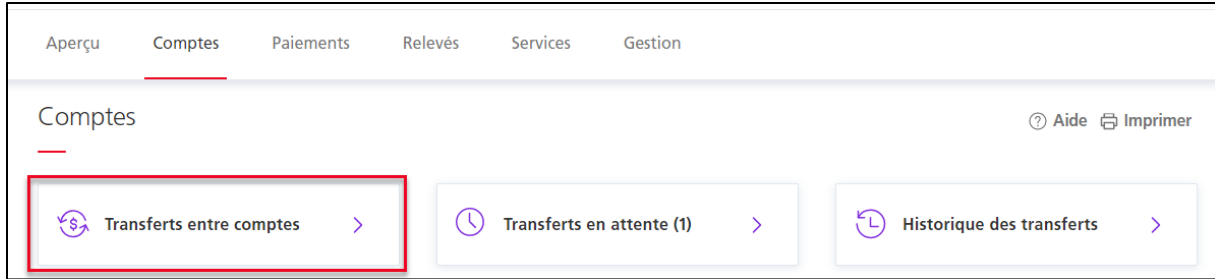 Aperçu Comptes Paiements Relevés Services Gestion
Comptes
Aide Imprimer
Transferts entre comptes Transferts en attente (1) Historique des transferts